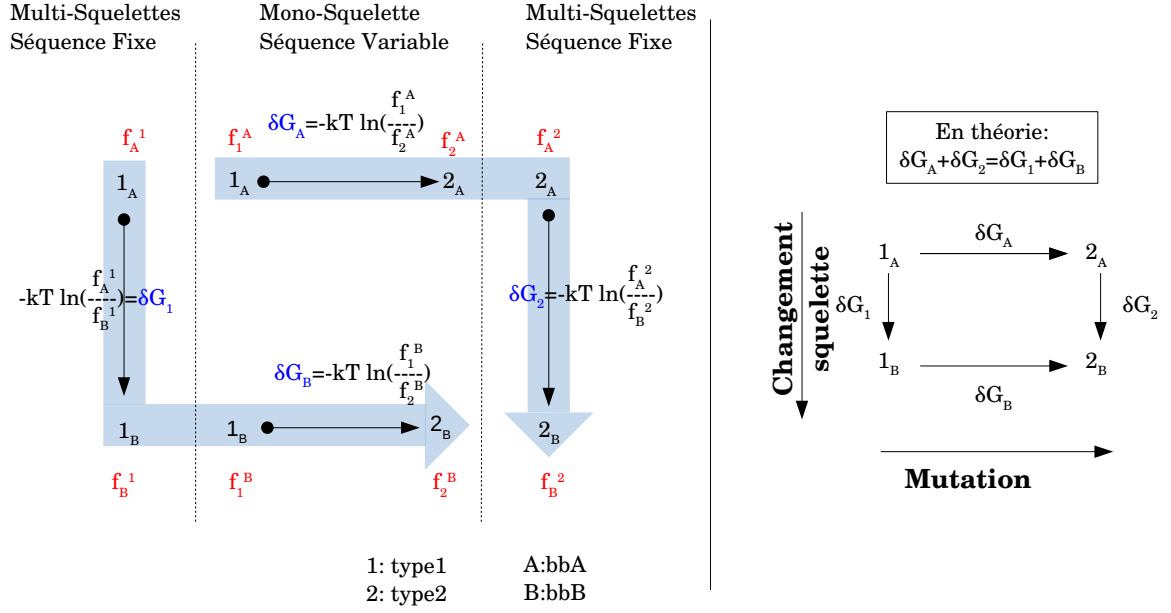 Multi-Squelettes
Séquence Fixe
Mono-Squelette
Séquence Variable
Multi-Squelettes
Séquence Fixe
δG_A=-kT ln(f_1^A/f_2^A)
f_A^1
f_1^A
f_2^A
f_A^2
1_A
1_A
2_A
2_A
-kT ln(f_A^1/f_B^1)=δG_1
δG_2=-kT ln(f_A^2/f_B^2)
δG_B=-kT ln(f_1^B/f_2^B)
1_B
1_B
2_B
2_B
f_B^1
f_1^B
f_2^B
f_B^2
1: type1
2: type2
A:bbA
B:bbB
En théorie:
δG_A+δG_2=δG_1+δG_B
Changement
squelette
1_A
δG_A
2_A
δG_1
δG_2
1_B
2_B
δG_B
Mutation